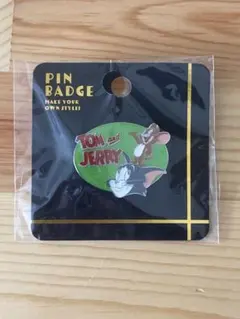 PIN
BADGE
MAKE YOUR
OWN STYLE!
TOM and
JERRY